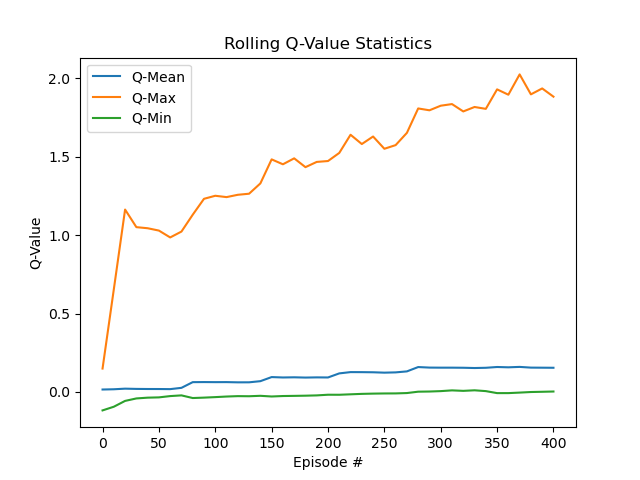 Rolling Q-Value Statistics
Q-Mean
Q-Max
Q-Min
Q-Value
2.0
1.5
1.0
0.5
0.0
0 50 100 150 200 250 300 350 400
Episode #